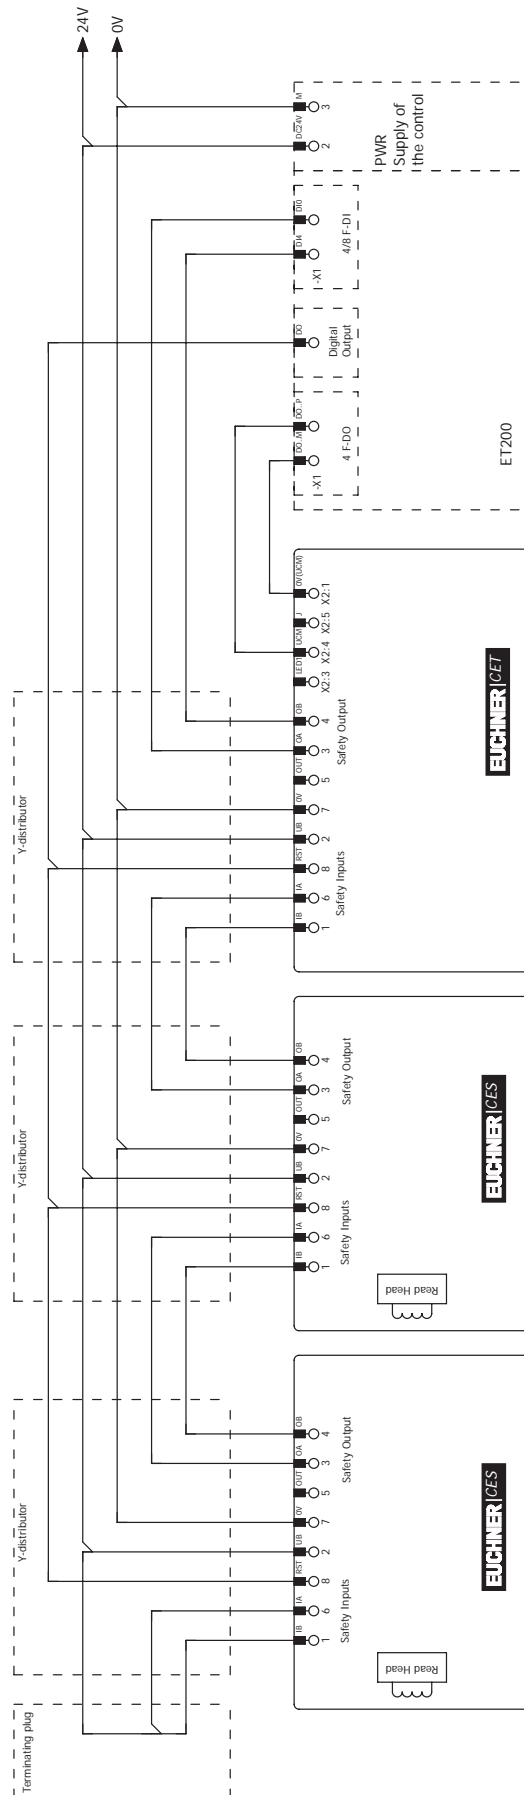 24V
0V
M
3
DC24V
2
PWR
Supply of
the control
DI0
DI4
-X1
4/8 F-DI
DO
Digital
Output
DO..P
DO..M
-X1
4 F-DO
ET200
0V(UCM)
X2:1
J
X2:5
UCM
X2:4
LED1
X2:3
OB
4
OA
3
Safety Output
OUT
5
0V
7
UB
2
RST
8
IA
6
Safety Inputs
IB
1
Y-distributor
EUCHNER|CET
OB
4
OA
3
Safety Output
OUT
5
0V
7
UB
2
RST
8
IA
6
Safety Inputs
IB
1
Y-distributor
EUCHNER|CES
Read Head
OB
4
OA
3
Safety Output
OUT
5
0V
7
UB
2
RST
8
IA
6
Safety Inputs
IB
1
Y-distributor
EUCHNER|CES
Read Head
Terminating plug